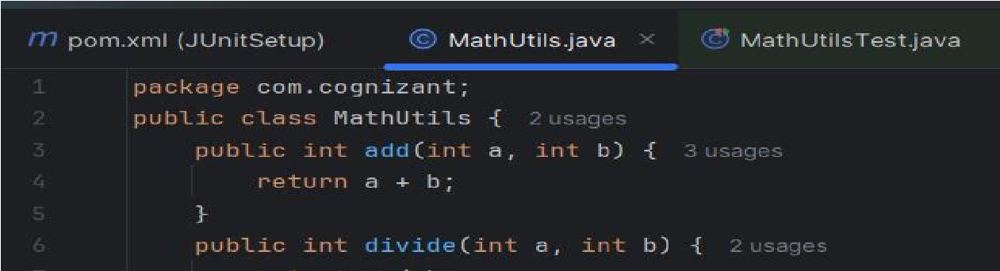 m pom.xml (JUnitSetup) © MathUtils.java × MathUtilsTest.java
1 package com.cognizant;
2 public class MathUtils { 2 usages
3 public int add(int a, int b) { 3 usages
4 return a + b;
5 }
6 public int divide(int a, int b) { 2 usages